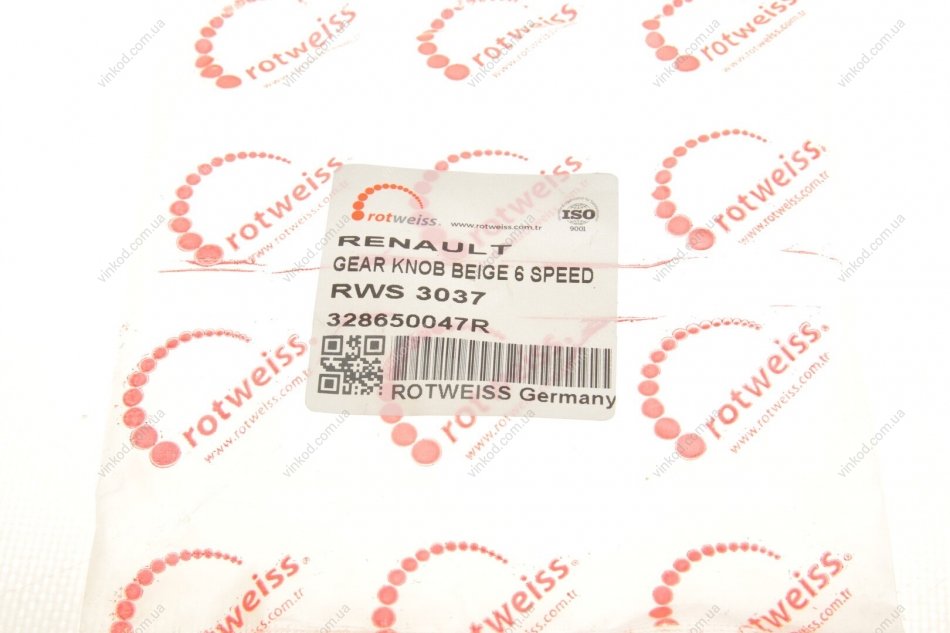 rotweiss.
www.rotweiss.com.tr
ISO
9001
RENAULT
GEAR KNOB BEIGE 6 SPEED
RWS 3037
328650047R
ROTWEISS Germany
rotweiss
www.rotweiss.com.tr
vinkod.com.ua